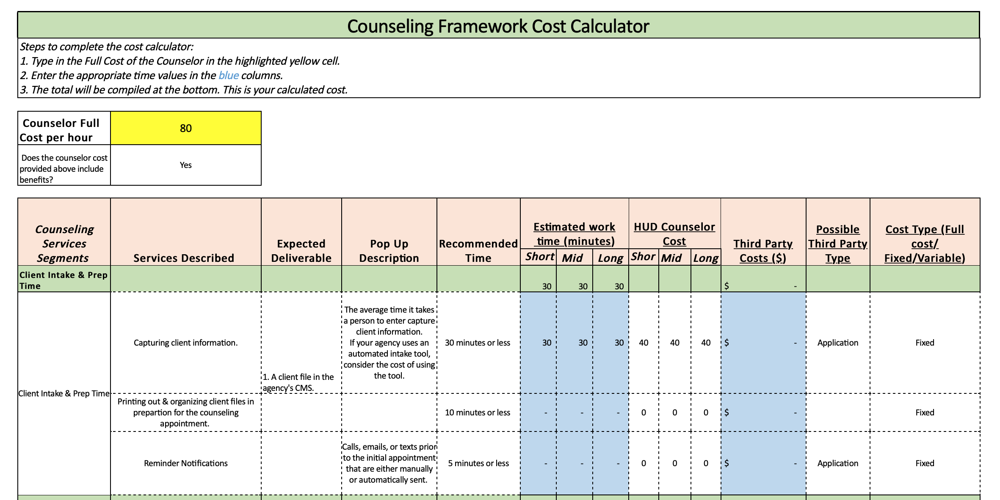 Counseling Framework Cost Calculator
Steps to complete the cost calculator:
1. Type in the Full Cost of the Counselor in the highlighted yellow cell.
2. Enter the appropriate time values in the blue columns.
3. The total will be compiled at the bottom. This is your calculated cost.
Counselor Full
Cost per hour
80
Does the counselor cost
provided above include
benefits?
Yes
Counseling
Services
Segments
Services Described
Expected
Deliverable
Pop Up
Description
Recommended
Time
Estimated work
time (minutes)
Short Mid Long
HUD Counselor
Cost
Shor Mid Long
Third Party
Costs ($)
Possible
Third Party
Type
Cost Type (Full
cost/
Fixed/Variable)
Client Intake & Prep
Time
30 30 30 $ -
Client Intake & Prep Time
Capturing client information.
1. A client file in the
agency's CMS.
The average time it takes
a person to enter capture
client information.
If your agency uses an
automated intake tool,
consider the cost of using
the tool.
30 minutes or less
30 30 30 40 40 40 $ -
Application
Fixed
Printing out & organizing client files in
prepartion for the counseling
appointment.
10 minutes or less
- - - 0 0 0 $ -
Fixed
Reminder Notifications
Calls, emails, or texts prior
to the initial appointment
that are either manually
or automatically sent.
5 minutes or less
- - - 0 0 0 $ -
Application
Fixed